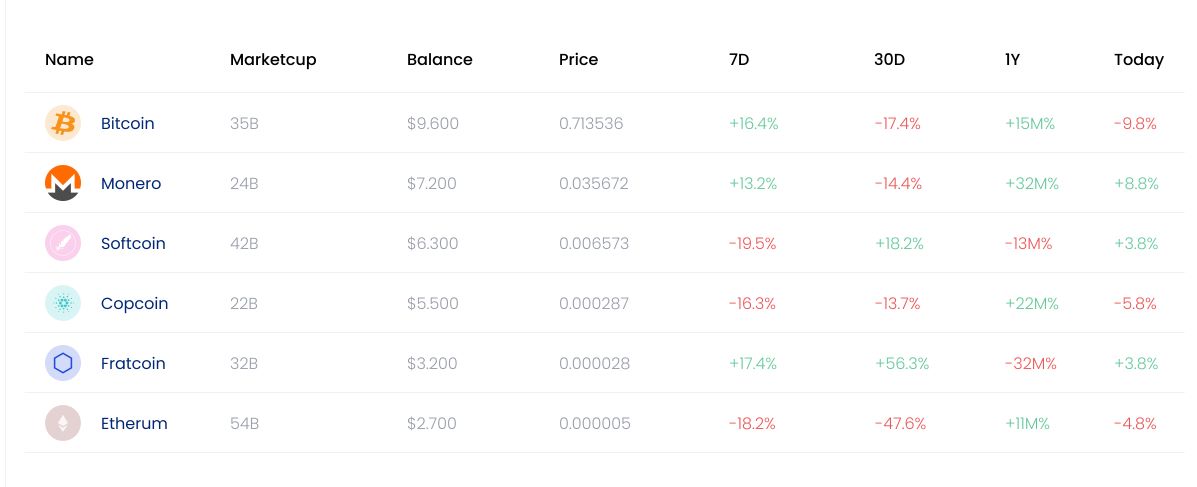 Name Marketcup Balance Price 7D 30D 1Y Today
Bitcoin 35B $9.600 0.713536 +16.4% -17.4% +15M% -9.8%
Monero 24B $7.200 0.035672 +13.2% -14.4% +32M% +8.8%
Softcoin 42B $6.300 0.006573 -19.5% +18.2% -13M% +3.8%
Copcoin 22B $5.500 0.000287 -16.3% -13.7% +22M% -5.8%
Fratcoin 32B $3.200 0.000028 +17.4% +56.3% -32M% +3.8%
Etherum 54B $2.700 0.000005 -18.2% -47.6% +11M% -4.8%